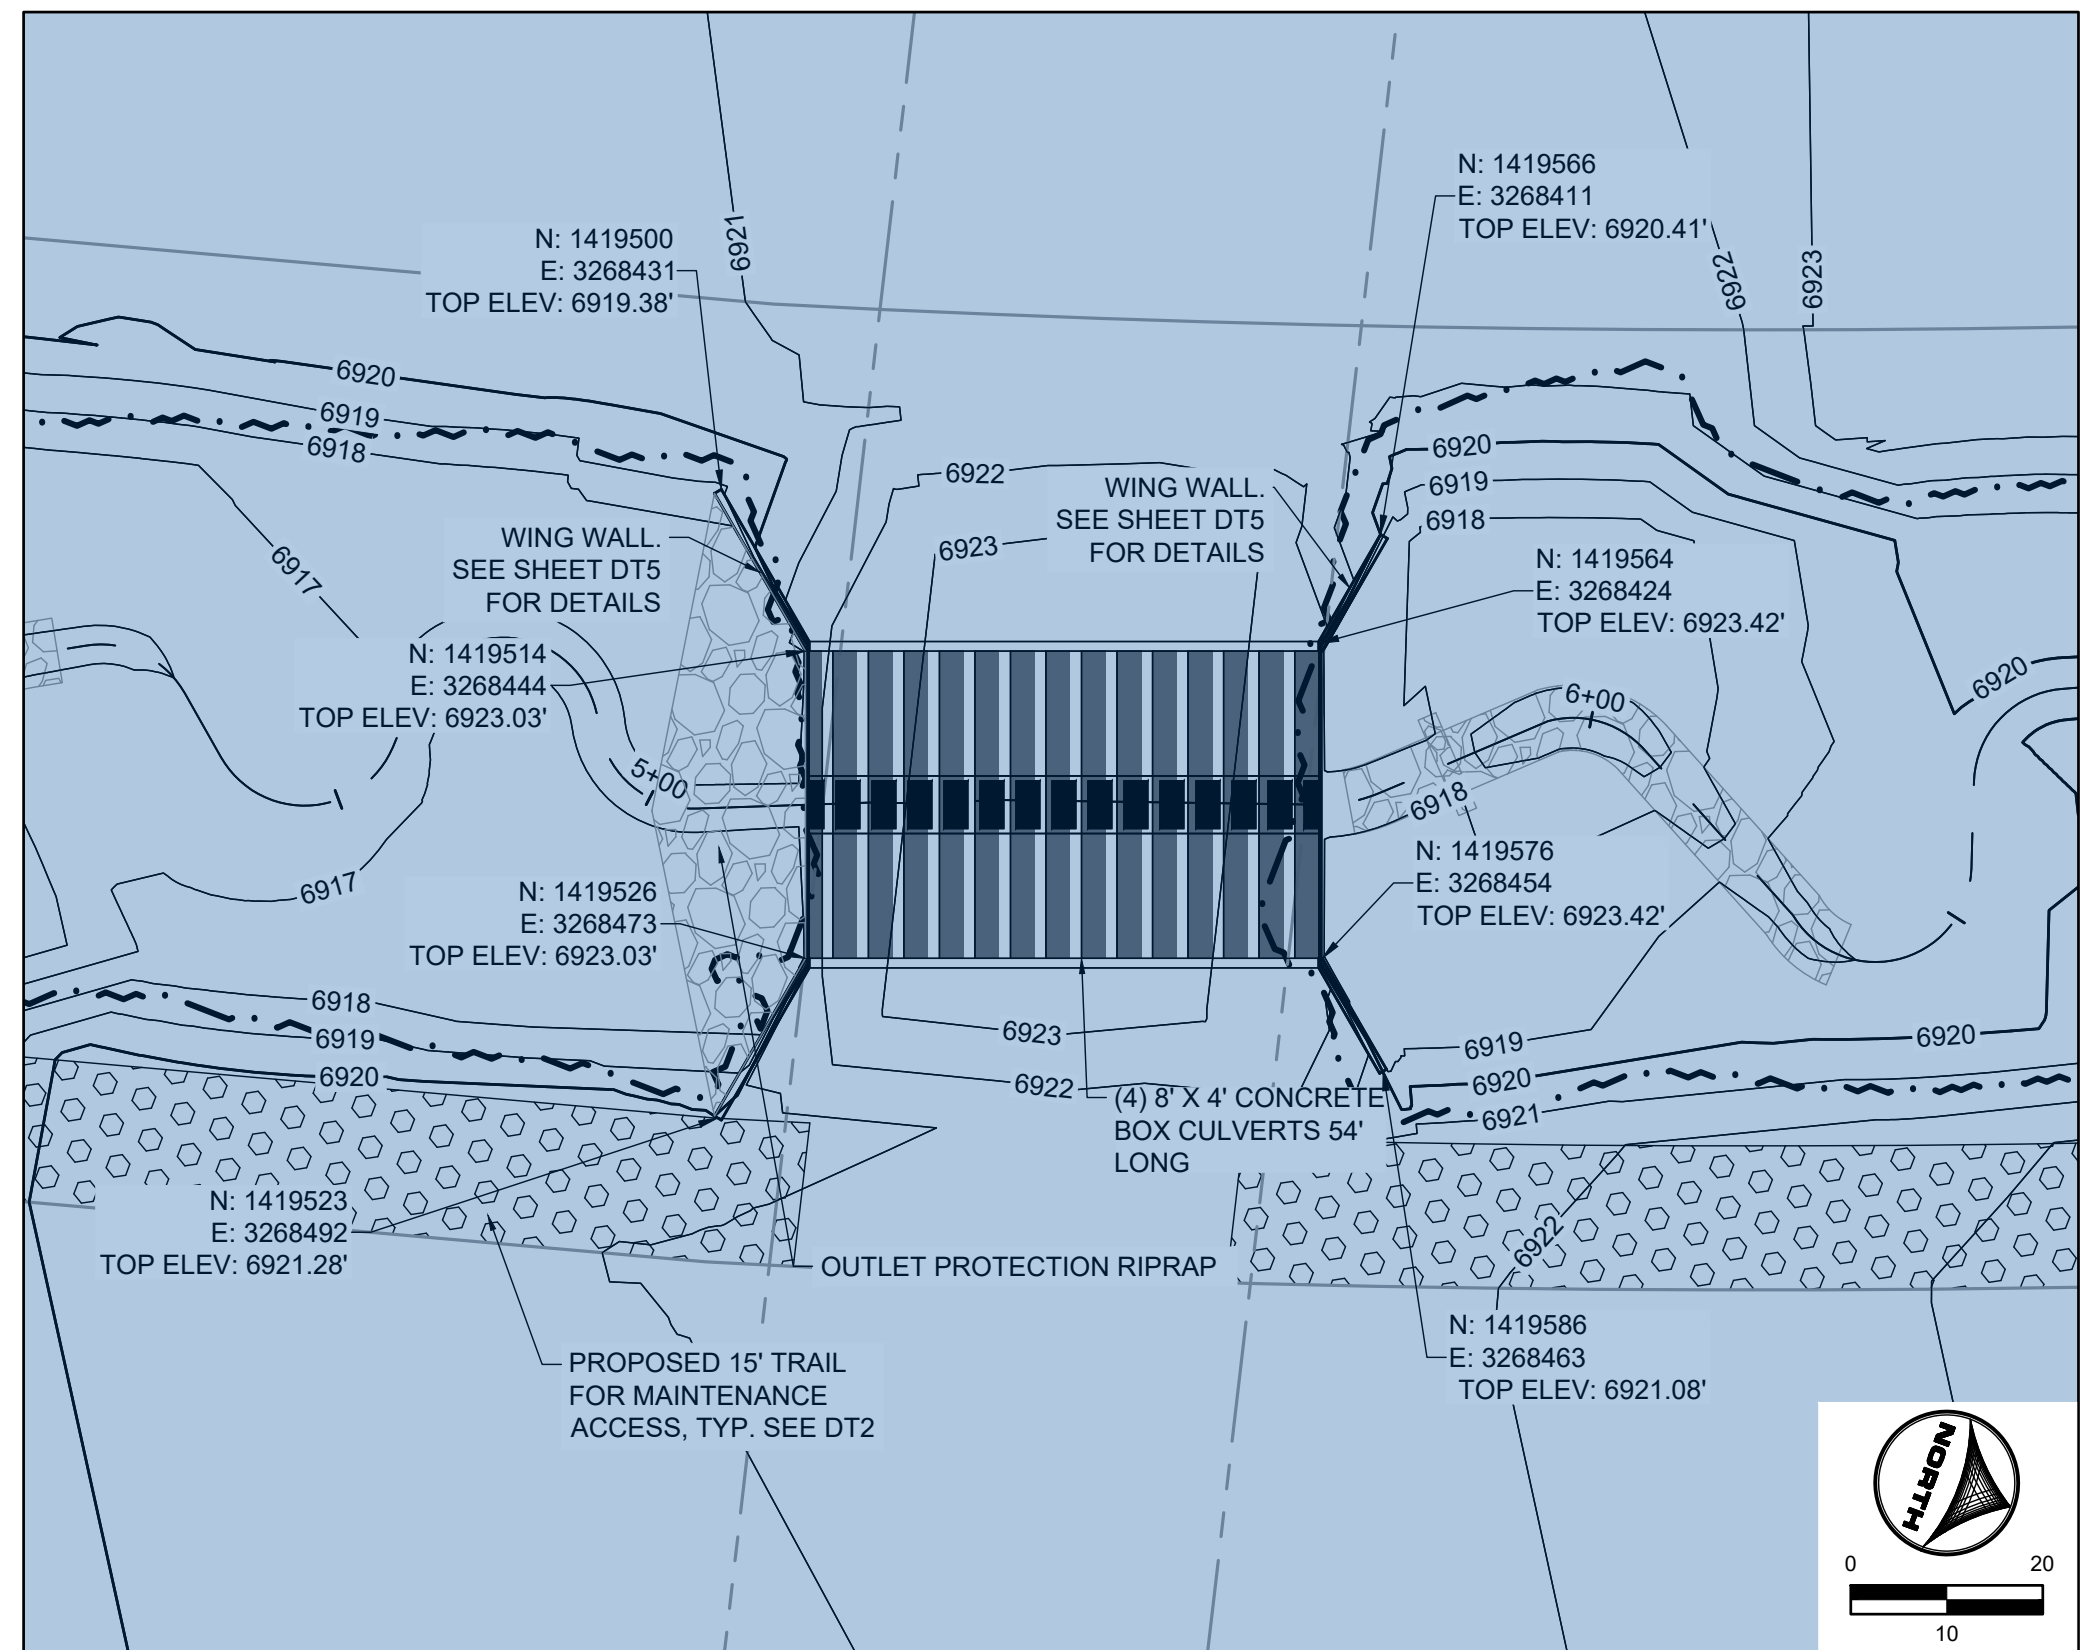 N: 1419566
E: 3268411
TOP ELEV: 6920.41'
N: 1419500
E: 3268431
TOP ELEV: 6919.38'
6921
6922
6923
6920
6919
6918
6920
6919
6918
6922
WING WALL.
SEE SHEET DT5
FOR DETAILS
WING WALL.
SEE SHEET DT5
FOR DETAILS
6923
6917
N: 1419564
E: 3268424
TOP ELEV: 6923.42'
N: 1419514
E: 3268444
TOP ELEV: 6923.03'
6920
6+00
5+00
6918
N: 1419576
E: 3268454
TOP ELEV: 6923.42'
6917
N: 1419526
E: 3268473
TOP ELEV: 6923.03'
6918
6919
6920
6923
6922
6919
6920
6920
6921
(4) 8' X 4' CONCRETE
BOX CULVERTS 54'
LONG
N: 1419523
E: 3268492
TOP ELEV: 6921.28'
6922
OUTLET PROTECTION RIPRAP
N: 1419586
E: 3268463
TOP ELEV: 6921.08'
PROPOSED 15' TRAIL
FOR MAINTENANCE
ACCESS, TYP. SEE DT2
NORTH
0 20
10